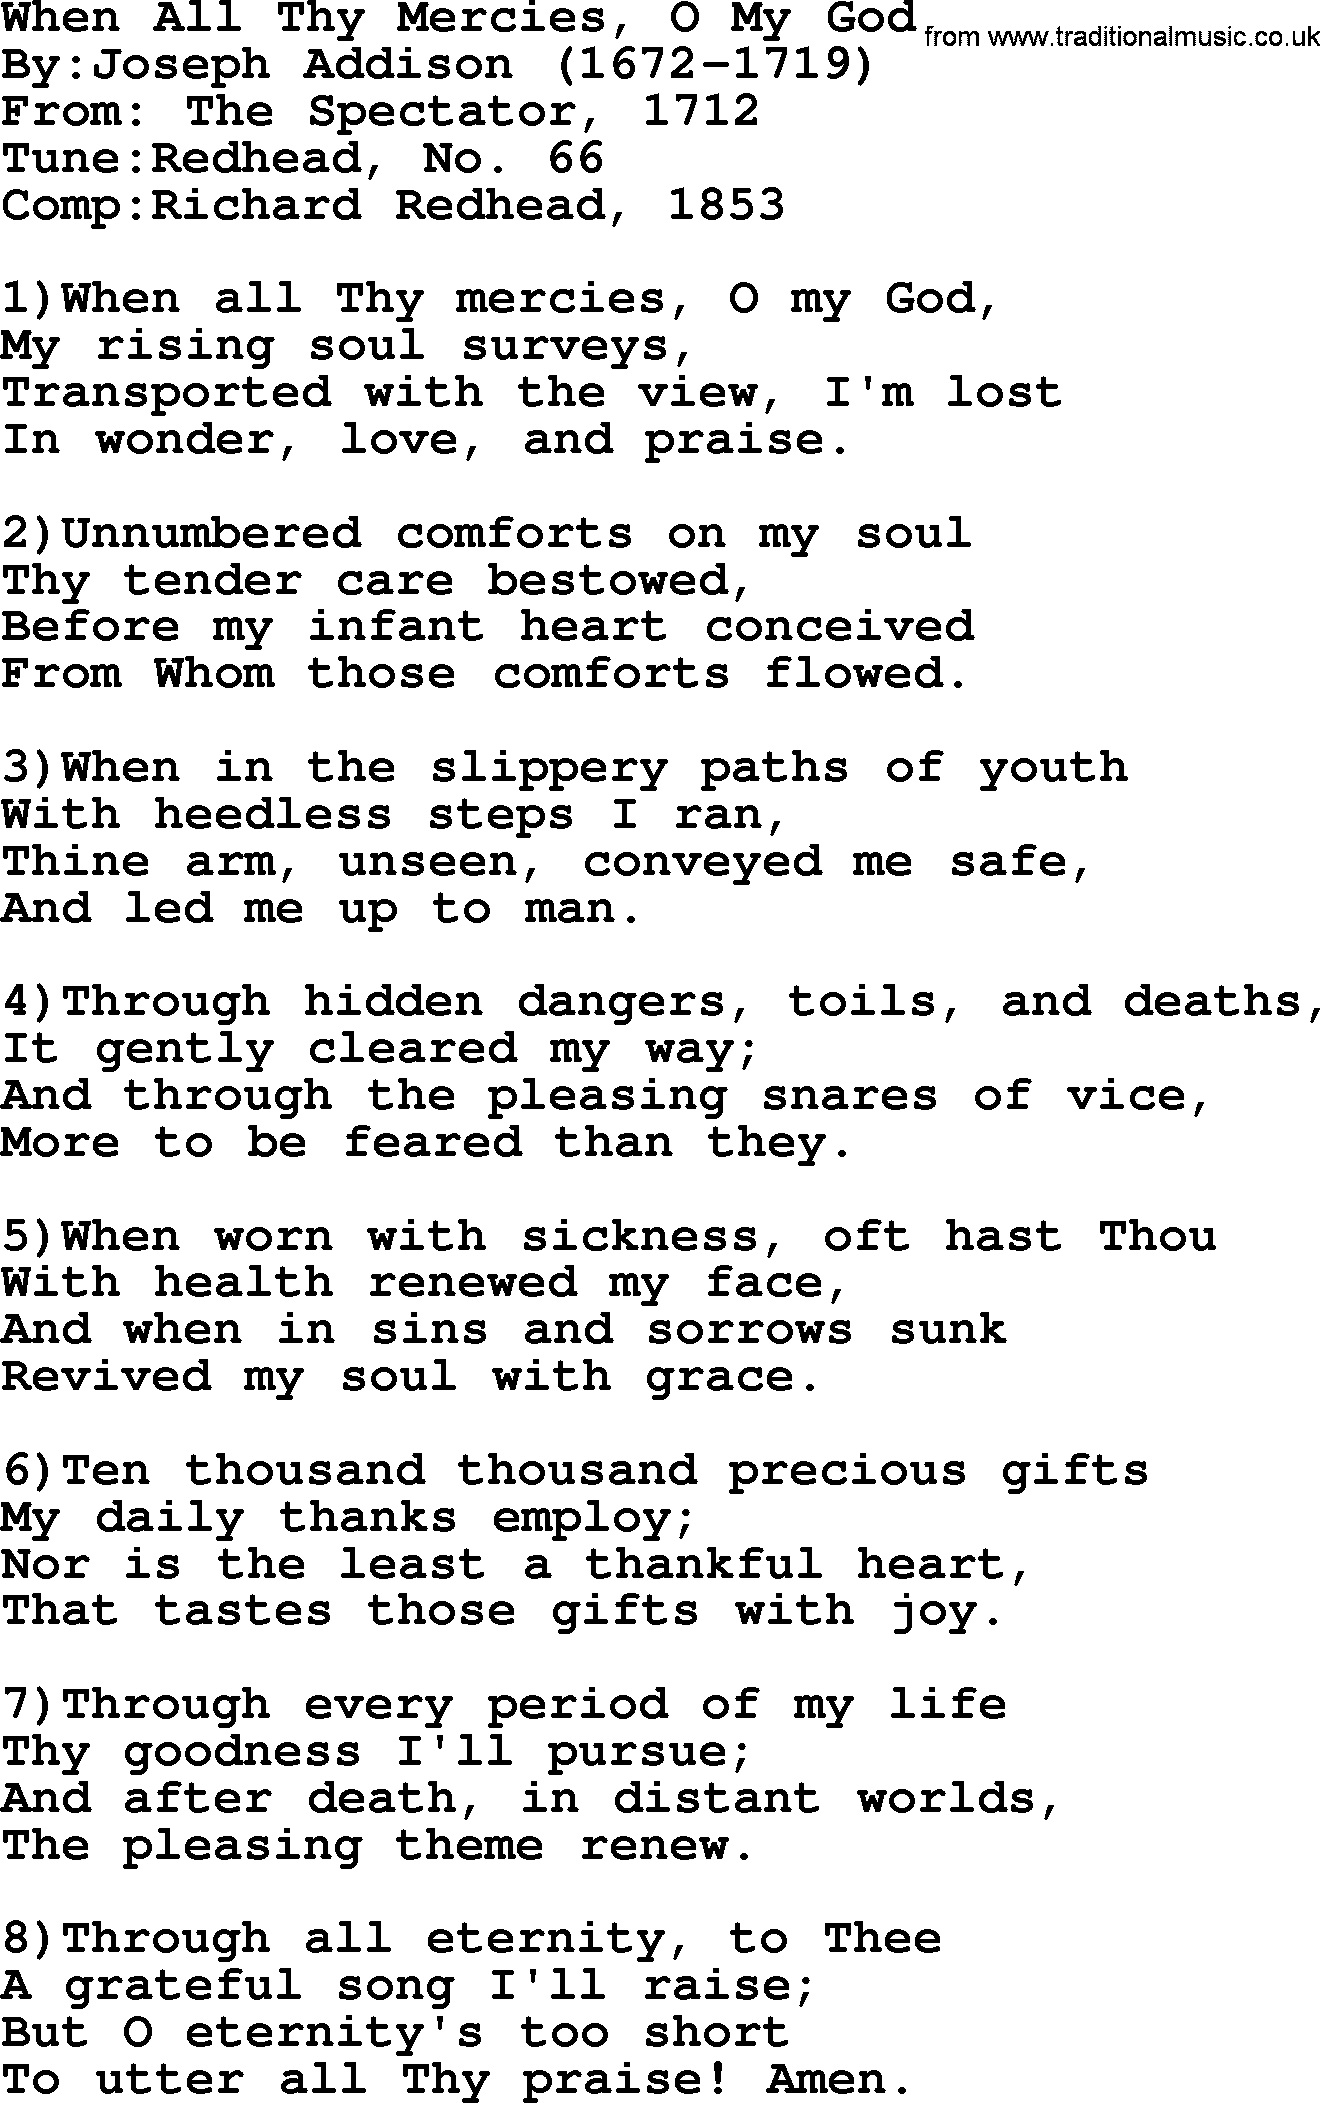 When All Thy Mercies, O My God from www.traditionalmusic.co.uk
By:Joseph Addison (1672-1719)
From: The Spectator, 1712
Tune:Redhead, No. 66
Comp:Richard Redhead, 1853
1)When all Thy mercies, O my God,
My rising soul surveys,
Transported with the view, I'm lost
In wonder, love, and praise.
2)Unnumbered comforts on my soul
Thy tender care bestowed,
Before my infant heart conceived
From Whom those comforts flowed.
3)When in the slippery paths of youth
With heedless steps I ran,
Thine arm, unseen, conveyed me safe,
And led me up to man.
4)Through hidden dangers, toils, and deaths,
It gently cleared my way;
And through the pleasing snares of vice,
More to be feared than they.
5)When worn with sickness, oft hast Thou
With health renewed my face,
And when in sins and sorrows sunk
Revived my soul with grace.
6)Ten thousand thousand precious gifts
My daily thanks employ;
Nor is the least a thankful heart,
That tastes those gifts with joy.
7)Through every period of my life
Thy goodness I'll pursue;
And after death, in distant worlds,
The pleasing theme renew.
8)Through all eternity, to Thee
A grateful song I'll raise;
But O eternity's too short
To utter all Thy praise! Amen.